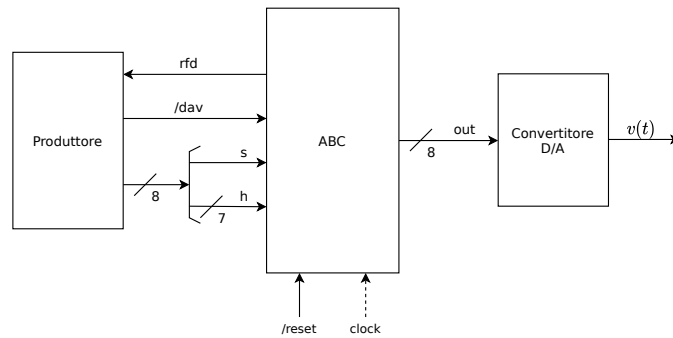 rfd
/dav
Produttore
s
ABC
out
Convertitore
D/A
v(t)
8
8
h
7
/reset
clock